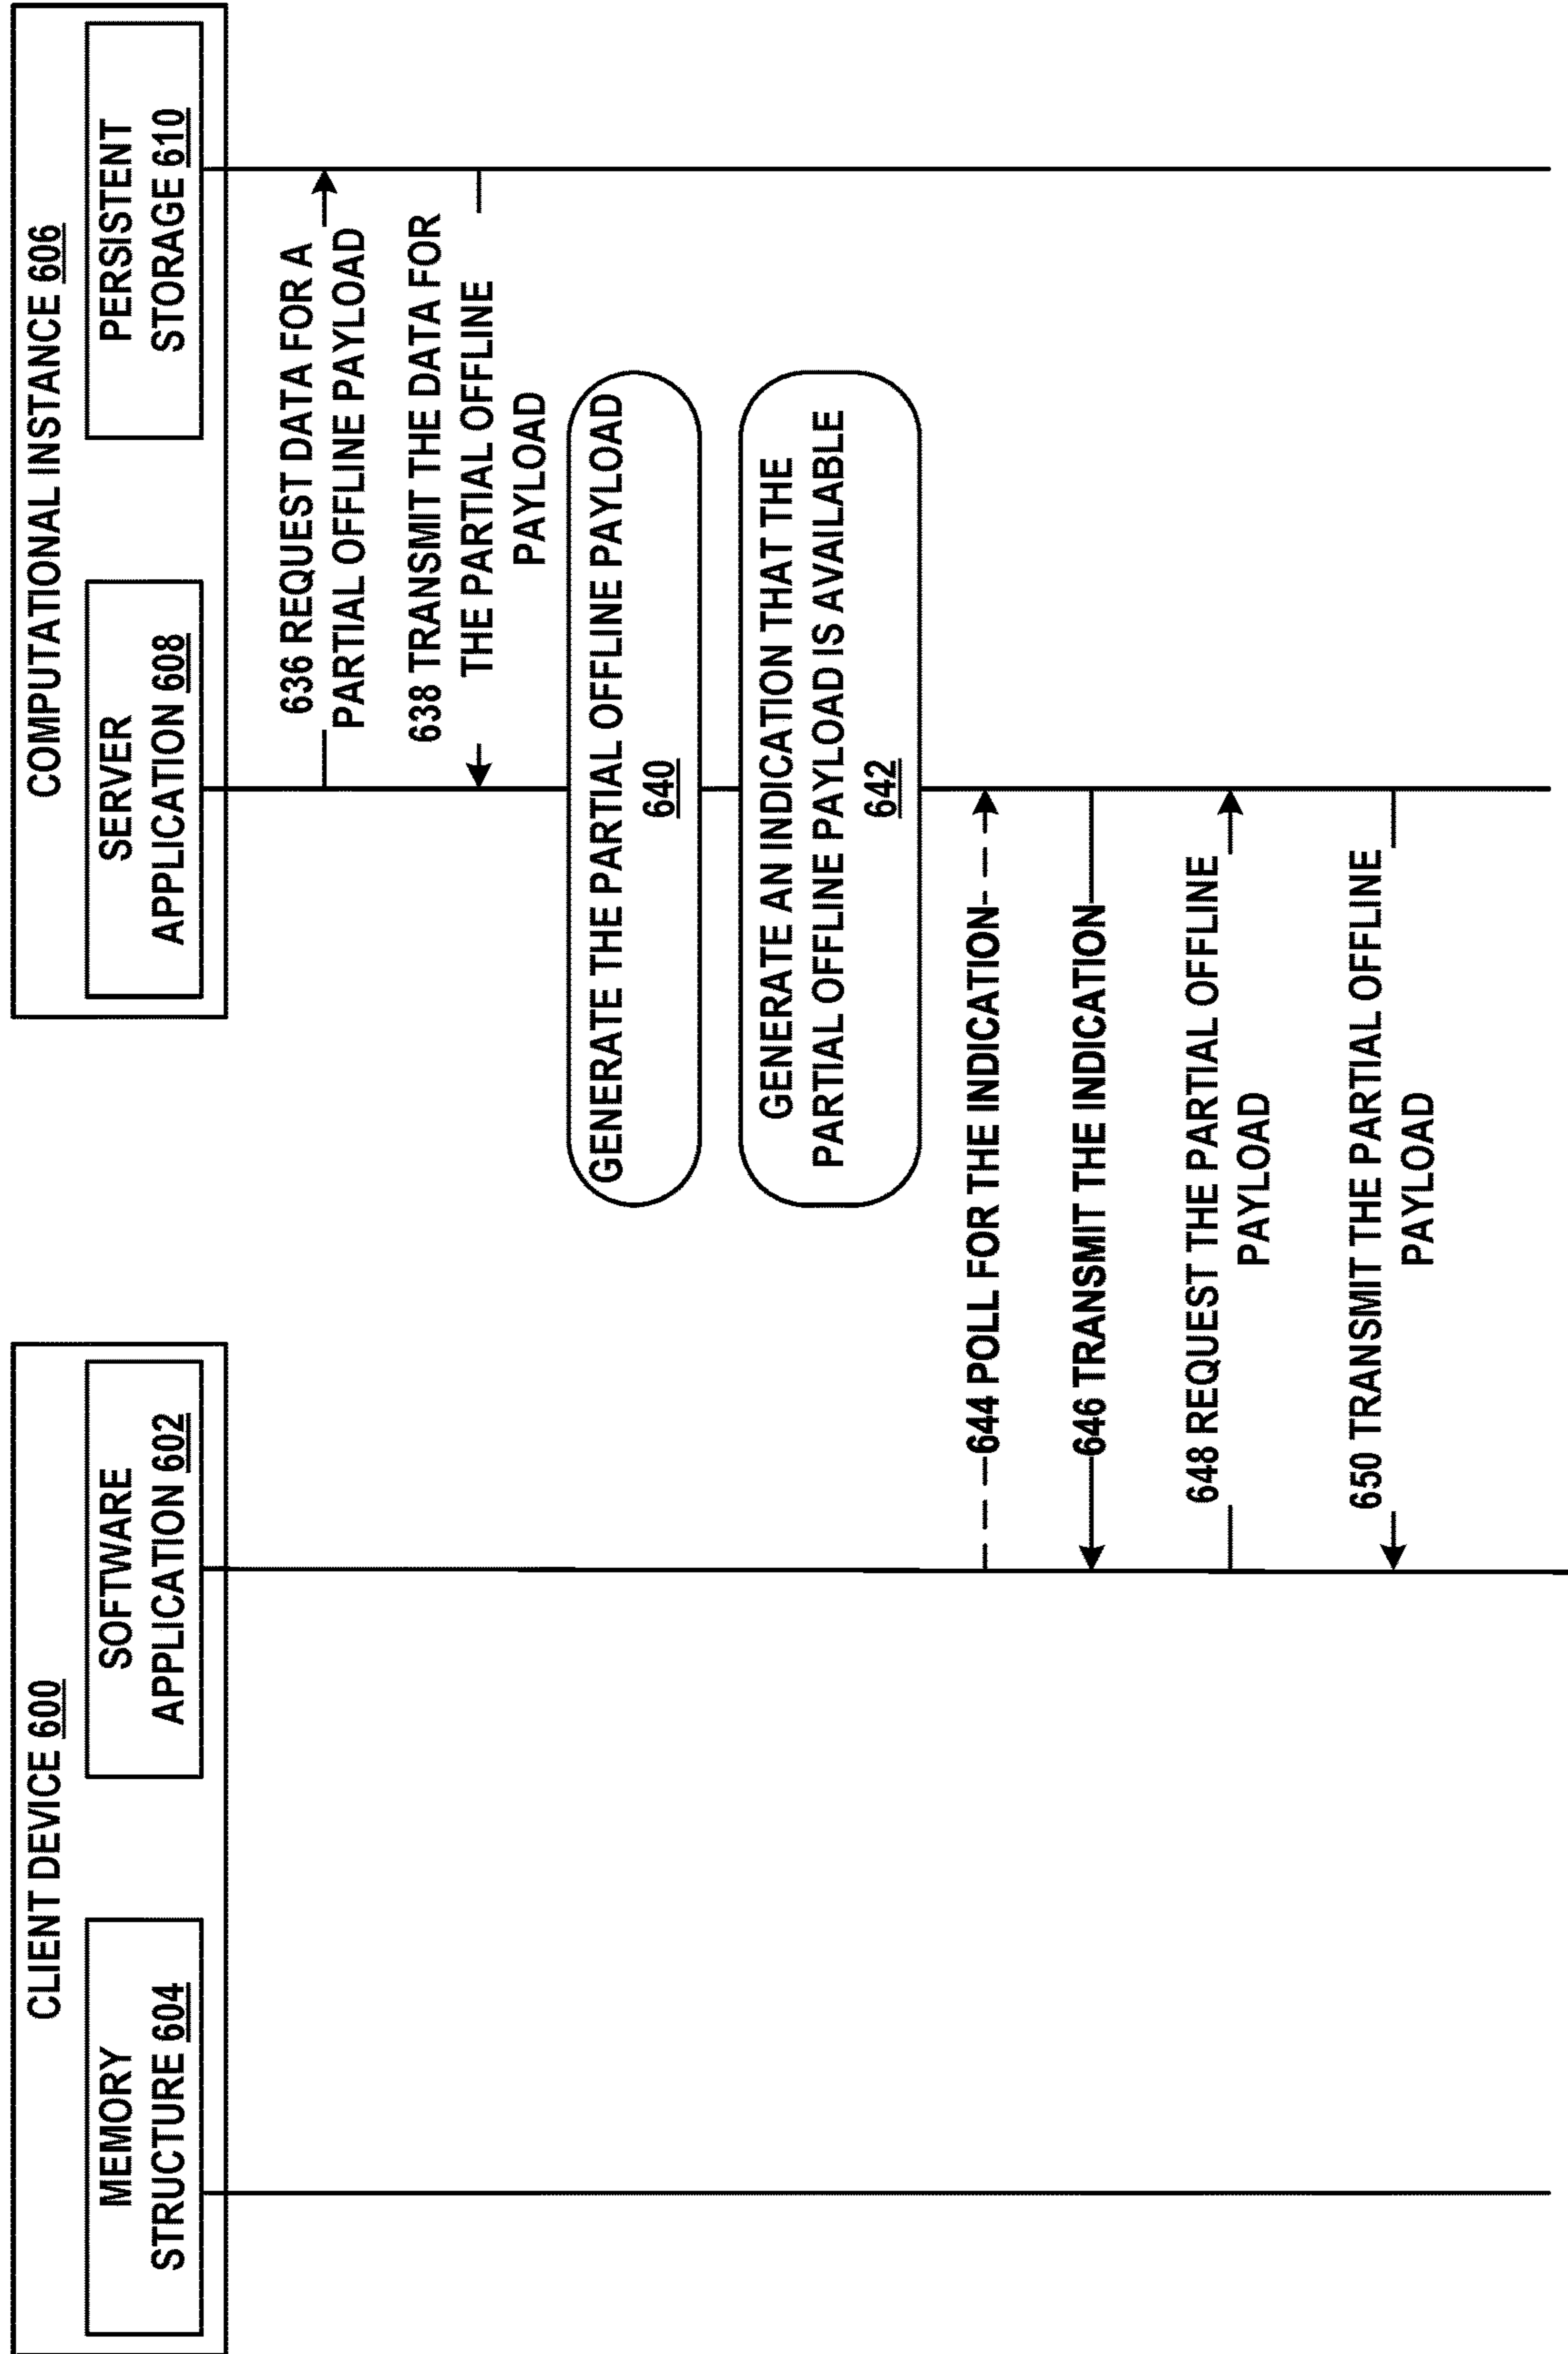 CLIENT DEVICE 600
MEMORY
STRUCTURE 604
SOFTWARE
APPLICATION 602
COMPUTATIONAL INSTANCE 606
SERVER
APPLICATION 608
PERSISTENT
STORAGE 610
636 REQUEST DATA FOR A
PARTIAL OFFLINE PAYLOAD
638 TRANSMIT THE DATA FOR
THE PARTIAL OFFLINE
PAYLOAD
GENERATE THE PARTIAL OFFLINE PAYLOAD
640
GENERATE AN INDICATION THAT THE
PARTIAL OFFLINE PAYLOAD IS AVAILABLE
642
644 POLL FOR THE INDICATION
646 TRANSMIT THE INDICATION
648 REQUEST THE PARTIAL OFFLINE
PAYLOAD
650 TRANSMIT THE PARTIAL OFFLINE
PAYLOAD